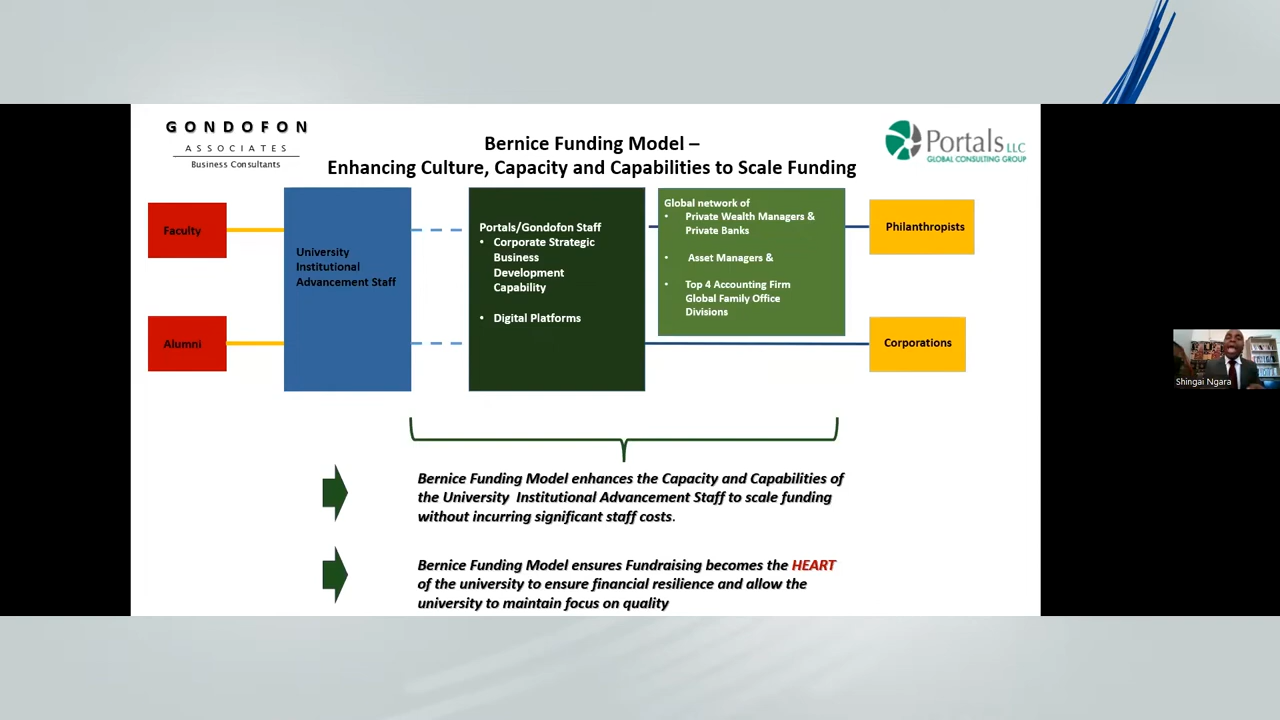 GONDOFON
ASSOCIATES
Business Consultants
Bernice Funding Model –
Enhancing Culture, Capacity and Capabilities to Scale Funding
Portals LLC
GLOBAL CONSULTING GROUP
Faculty
Alumni
University
Institutional
Advancement Staff
Portals/Gondofon Staff
• Corporate Strategic
Business
Development
Capability
• Digital Platforms
Global network of
• Private Wealth Managers &
Private Banks
• Asset Managers &
• Top 4 Accounting Firm
Global Family Office
Divisions
Philanthropists
Corporations
Shingai Ngara
Bernice Funding Model enhances the Capacity and Capabilities of
the University Institutional Advancement Staff to scale funding
without incurring significant staff costs.
Bernice Funding Model ensures Fundraising becomes the HEART
of the university to ensure financial resilience and allow the
university to maintain focus on quality